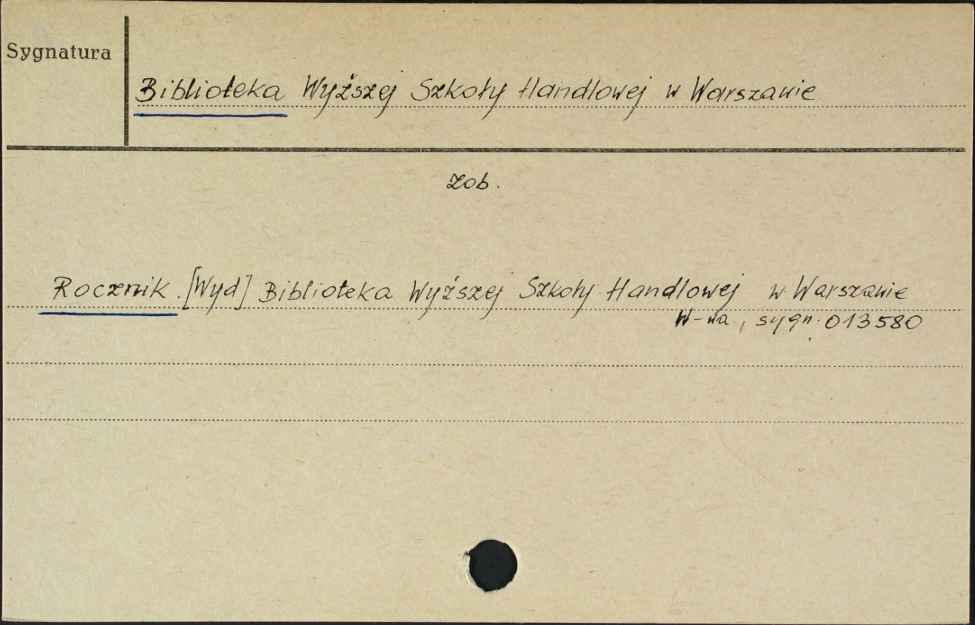 Sygnatura
Biblioteka Wyższej Szkoły Handlowej w Warszawie
Zob.
Rocznik. [Wyd] Biblioteka Wyższej Szkoły Handlowej w Warszawie
W-wa, sygn. 013580